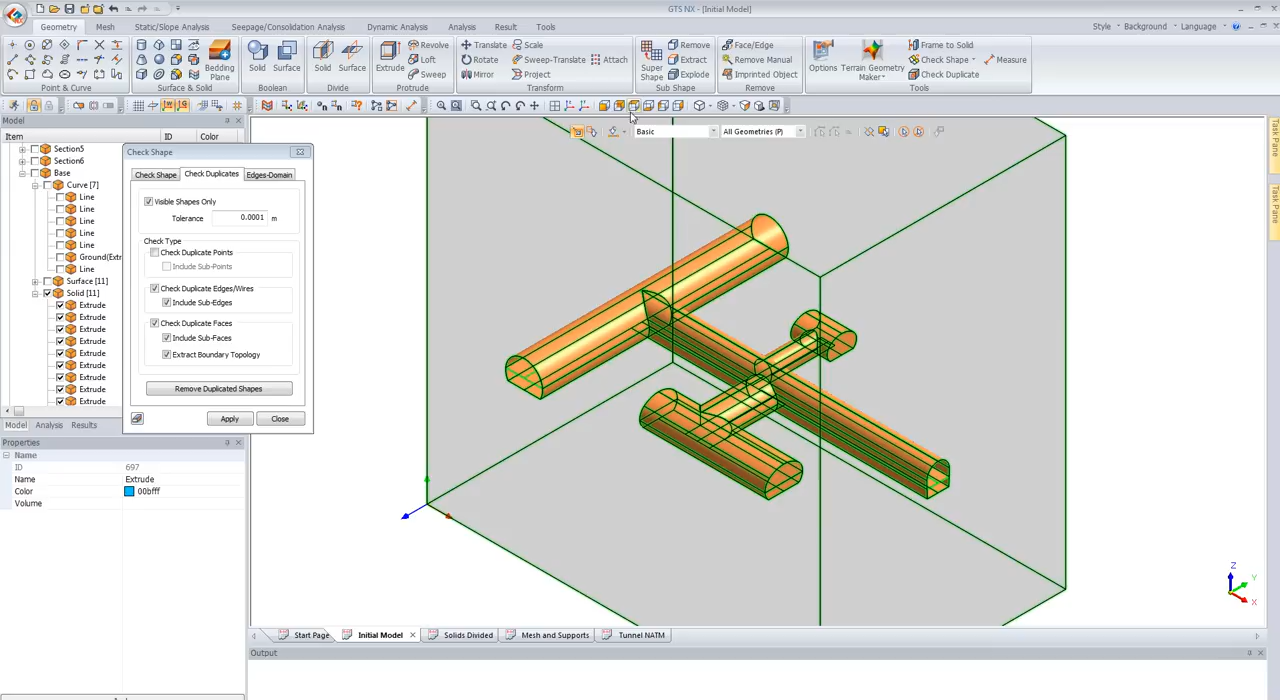 GTS NX - [Initial Model]
Geometry Mesh Static/Slope Analysis Seepage/Consolidation Analysis Dynamic Analysis Analysis Result Tools
Style Background Language
Bedding Plane
Solid Surface
Solid Surface
Extrude
Revolve
Loft
Sweep
Translate Scale
Rotate Sweep-Translate Attach
Mirror Project
Super Shape
Remove
Extract
Explode
Face/Edge
Remove Manual
Imprinted Object
Options Terrain Geometry Maker
Frame to Solid
Check Shape Measure
Check Duplicate
Point & Curve Surface & Solid Boolean Divide Protrude Transform Sub Shape Remove Tools
Model
Item ID Color
Section5
Section6
Base
Curve [7]
Line
Line
Line
Line
Line
Ground(Extr
Line
Surface [11]
Solid [11]
Extrude
Extrude
Extrude
Extrude
Extrude
Extrude
Extrude
Extrude
Extrude
Model Analysis Results
Check Shape
Check Shape Check Duplicates Edges-Domain
Visible Shapes Only
Tolerance 0.0001 m
Check Type
Check Duplicate Points
Include Sub-Points
Check Duplicate Edges/Wires
Include Sub-Edges
Check Duplicate Faces
Include Sub-Faces
Extract Boundary Topology
Remove Duplicated Shapes
Apply Close
Basic All Geometries (P)
Task Pane
Task Pane
Properties
Name
ID 697
Name Extrude
Color 00bfff
Volume
Z
Y
X
Start Page Initial Model Solids Divided Mesh and Supports Tunnel NATM
Output